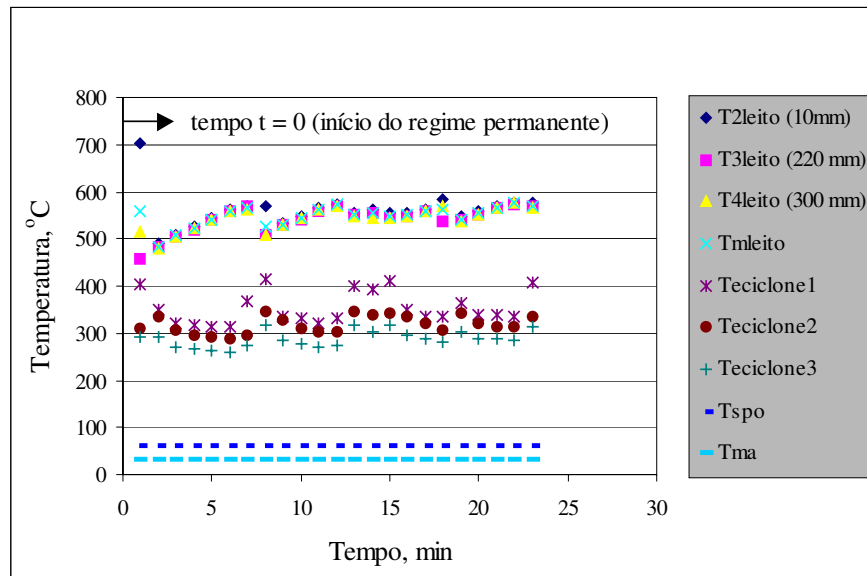 800
700
600
500
400
300
200
100
0
Temperatura, °C
tempo t = 0 (início do regime permanente)
0 5 10 15 20 25 30
Tempo, min
T2leito (10mm)
T3leito (220 mm)
T4leito (300 mm)
Tmleito
Teciclone1
Teciclone2
Teciclone3
Tspo
Tma